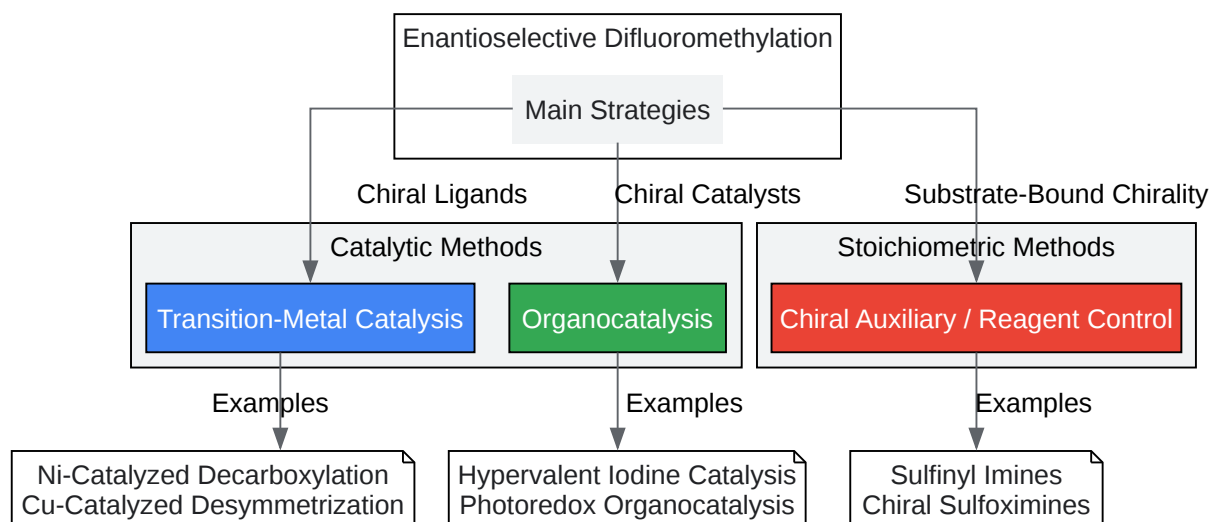 Enantioselective Difluoromethylation
Main Strategies
Chiral Ligands
Chiral Catalysts
Substrate-Bound Chirality
Catalytic Methods
Stoichiometric Methods
Transition-Metal Catalysis
Organocatalysis
Chiral Auxiliary / Reagent Control
Examples
Examples
Examples
Ni-Catalyzed Decarboxylation
Cu-Catalyzed Desymmetrization
Hypervalent Iodine Catalysis
Photoredox Organocatalysis
Sulfinyl Imines
Chiral Sulfoximines